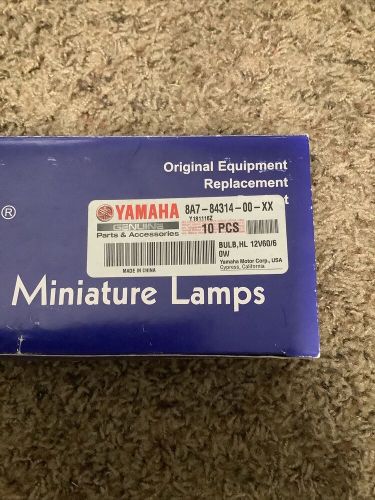 Original Equipment
Replacement
t
®
YAMAHA
GENUINE
Parts & Accessories
8A7-84314-00-XX
Y191118Z
10 PCS
BULB,HL 12V60/6
0W
MADE IN CHINA
Yamaha Motor Corp., USA
Cypress, California
Miniature Lamps